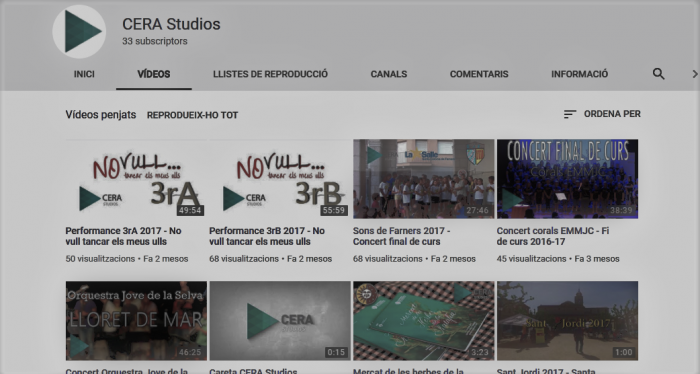 CERA Studios
33 subscriptors
INICI
VÍDEOS
LLISTES DE REPRODUCCIÓ
CANALS
COMENTARIS
INFORMACIÓ
Vídeos penjats
REPRODUEIX-HO TOT
ORDENA PER
NO VULL...
tancar els meus ulls
CERA
STUDIOS
3rA
49:54
NO VULL...
tancar els meus ulls
CERA
STUDIOS
3rB
55:59
La Salle
27:46
CONCERT FINAL DE CURS
Corals EMMJC
38:39
Performance 3rA 2017 - No
vull tancar els meus ulls
50 visualitzacions • Fa 2 mesos
Performance 3rB 2017 - No
vull tancar els meus ulls
68 visualitzacions • Fa 2 mesos
Sons de Farners 2017 -
Concert final de curs
68 visualitzacions • Fa 2 mesos
Concert corals EMMJC - Fi
de curs 2016-17
45 visualitzacions • Fa 3 mesos
Orquestra Jove de la Selva
LLORET DE MAR
46:25
CERA
0:15
3:23
Sant Jordi 2017
1:00
Concert Orquestra Jove de la
Careta CERA Studios
Mercat de les herbes de la
Sant Jordi 2017 - Santa